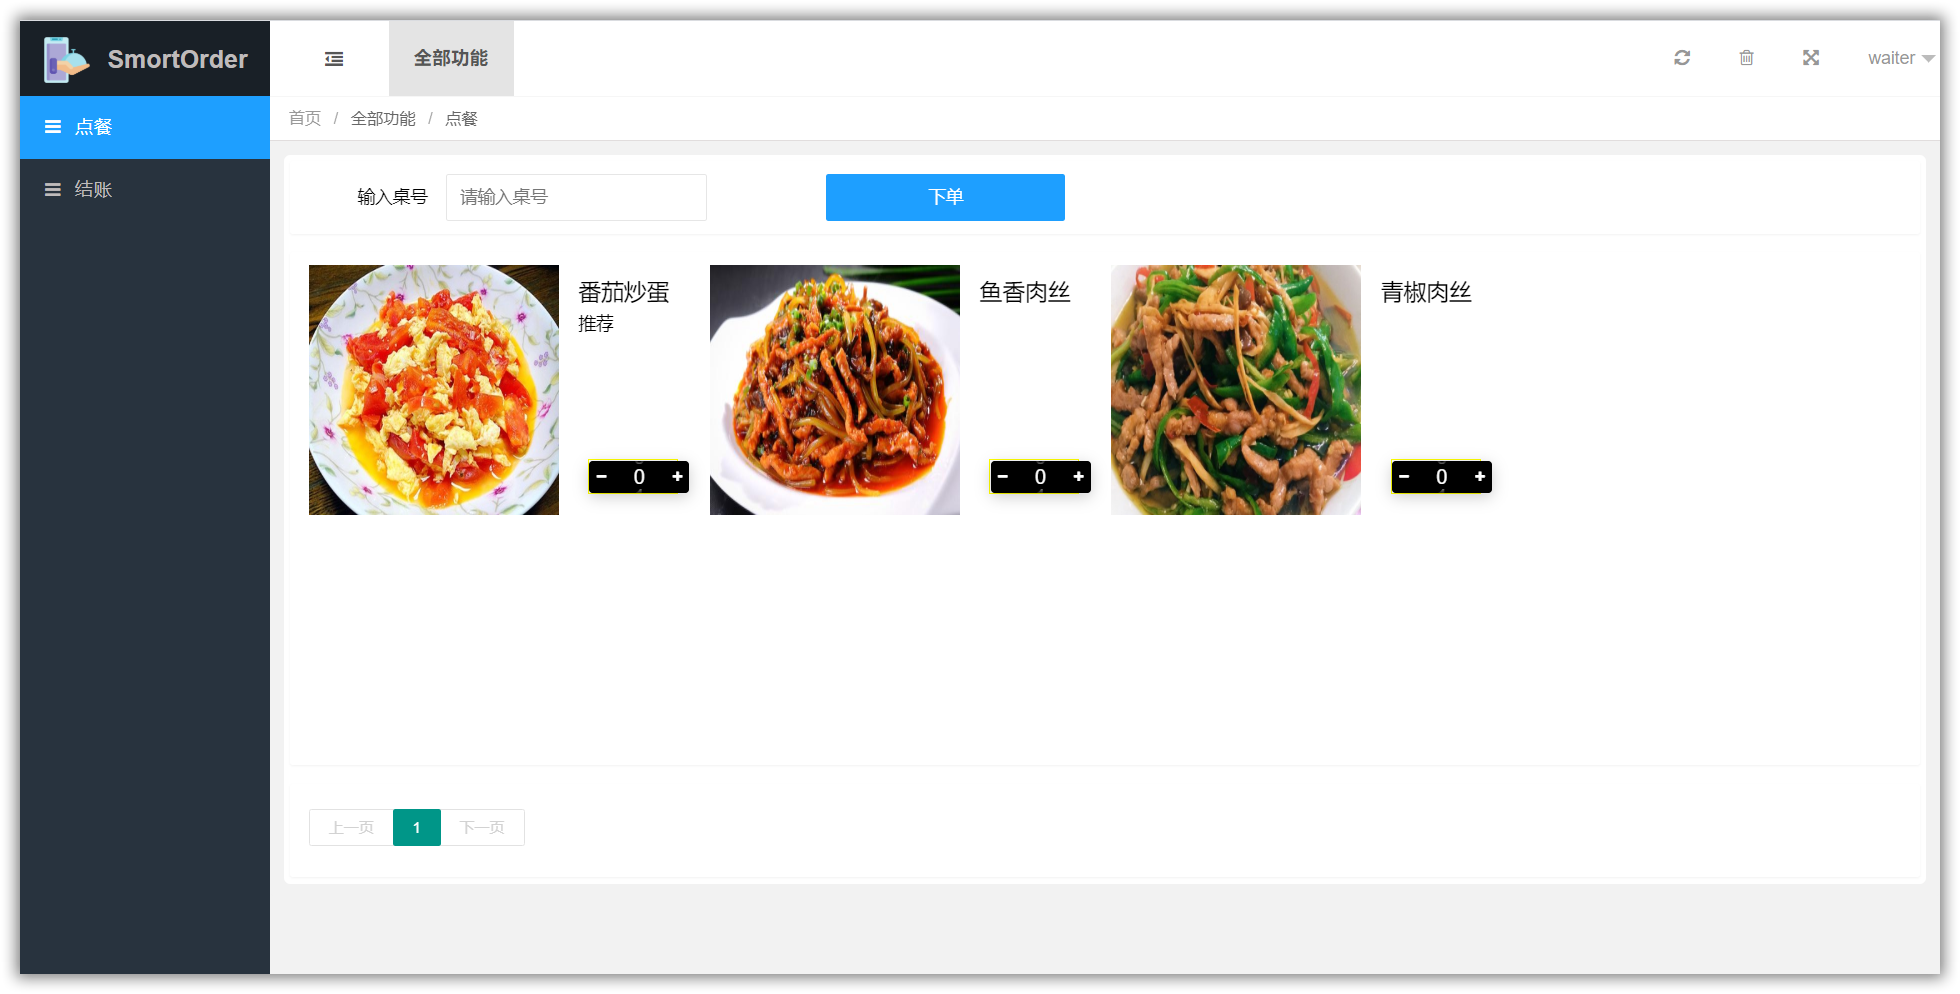 SmortOrder
全部功能
waiter
点餐
结账
首页 / 全部功能 / 点餐
输入桌号 请输入桌号 下单
番茄炒蛋
推荐
- 0 +
鱼香肉丝
- 0 +
青椒肉丝
- 0 +
上一页 1 下一页